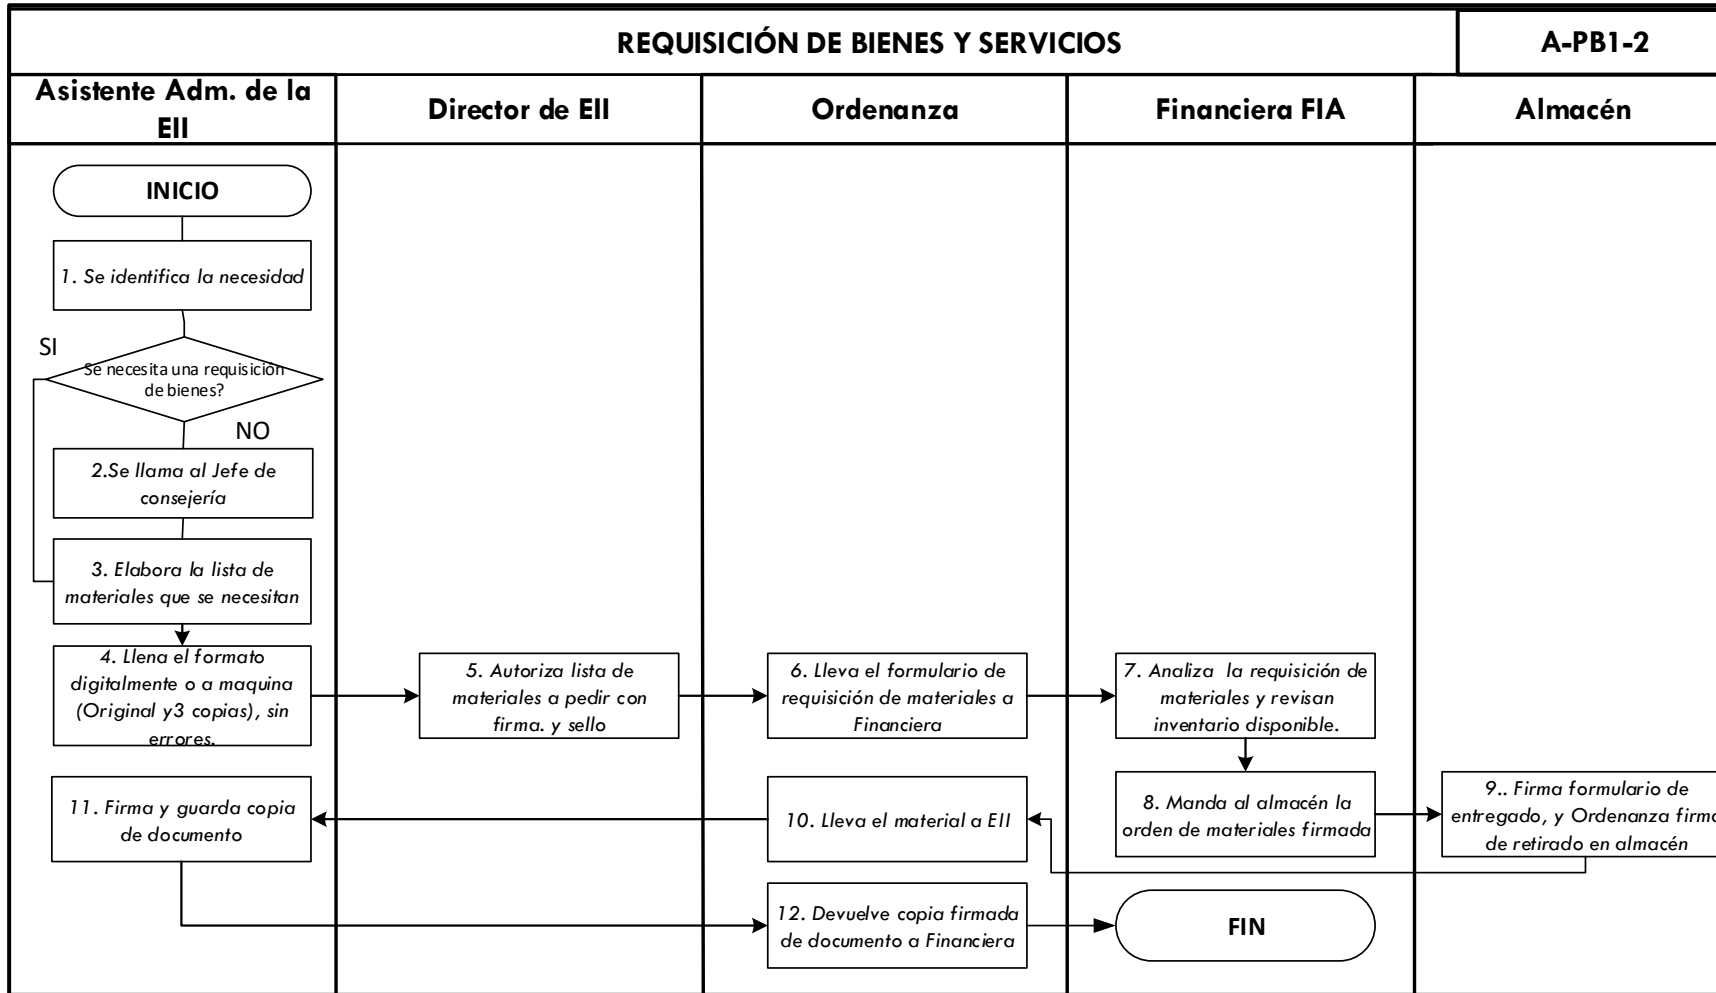 REQUISICIÓN DE BIENES Y SERVICIOS
A-PB1-2
Asistente Adm. de la
EII
Director de EII
Ordenanza
Financiera FIA
Almacén
INICIO
1. Se identifica la necesidad
SI
Se necesita una requisición
de bienes?
NO
2.Se llama al Jefe de
consejería
3. Elabora la lista de
materiales que se necesitan
4. Llena el formato
digitalmente o a maquina
(Original y3 copias), sin
errores.
5. Autoriza lista de
materiales a pedir con
firma. y sello
6. Lleva el formulario de
requisición de materiales a
Financiera
7. Analiza la requisición de
materiales y revisan
inventario disponible.
8. Manda al almacén la
orden de materiales firmada
9.. Firma formulario de
entregado, y Ordenanza firma
de retirado en almacén
10. Lleva el material a EII
11. Firma y guarda copia
de documento
12. Devuelve copia firmada
de documento a Financiera
FIN